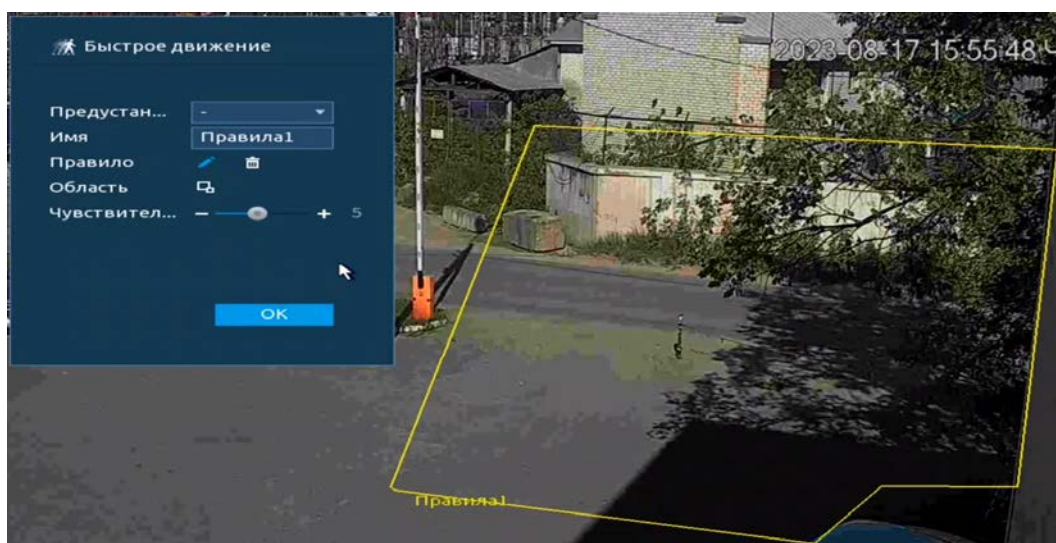 Быстрое движение
2023-08-17 15:55:48 Ч
Предустан... -
Имя Правила1
Правило
Область
Чувствител... - + 5
OK
Правила1